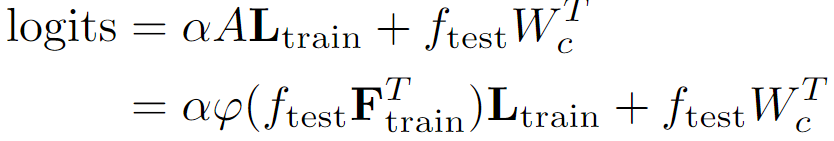 logits = αAL_train + f_test W_c^T
= αφ(f_test F_train^T)L_train + f_test W_c^T